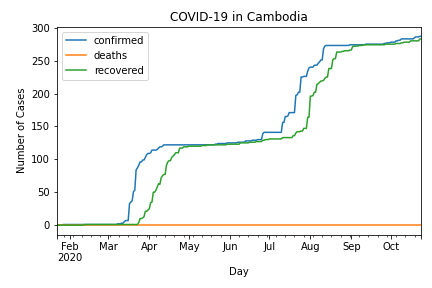 COVID-19 in Cambodia
confirmed
deaths
recovered
Number of Cases
300
250
200
150
100
50
0
Feb Mar Apr May Jun Jul Aug Sep Oct
2020
Day